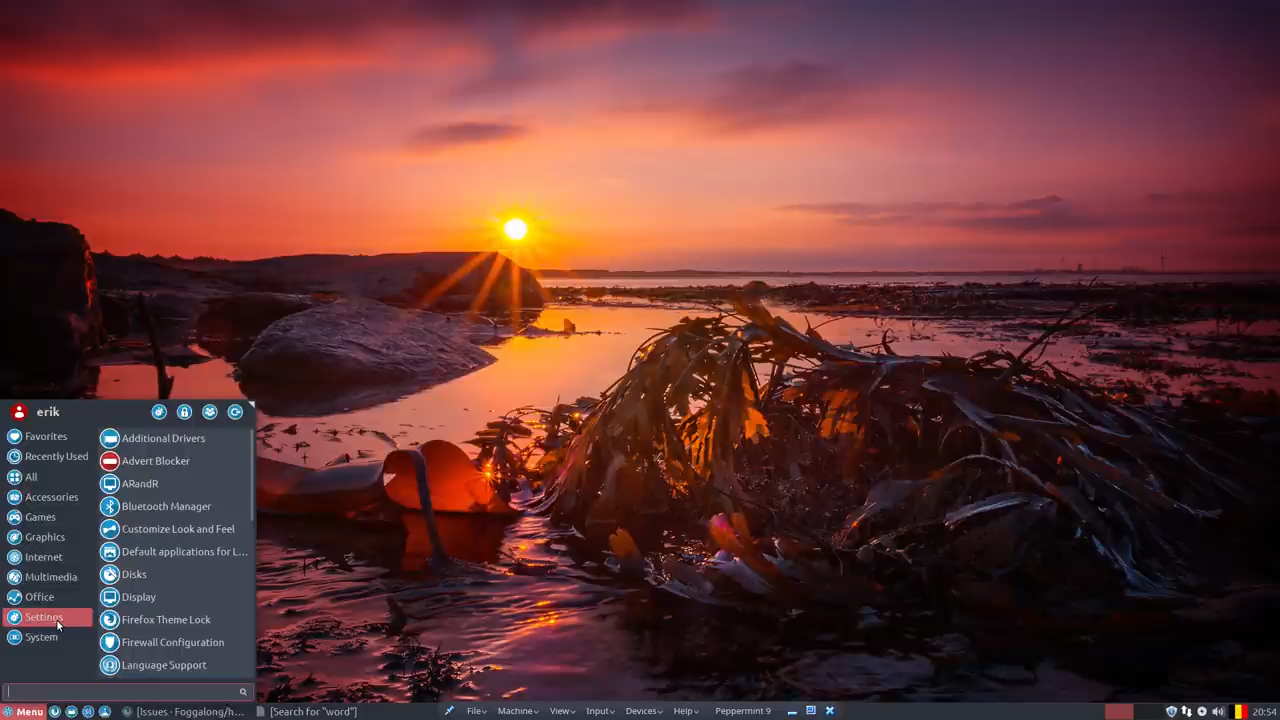 erik
Favorites
Recently Used
All
Accessories
Games
Graphics
Internet
Multimedia
Office
Settings
System
Additional Drivers
Advert Blocker
ARandR
Bluetooth Manager
Customize Look and Feel
Default applications for L...
Disks
Display
Firefox Theme Lock
Firewall Configuration
Language Support
Menu
[Issues · Foggalong/h...
[Search for "word"]
File
Machine
View
Input
Devices
Help
Peppermint 9
20:54